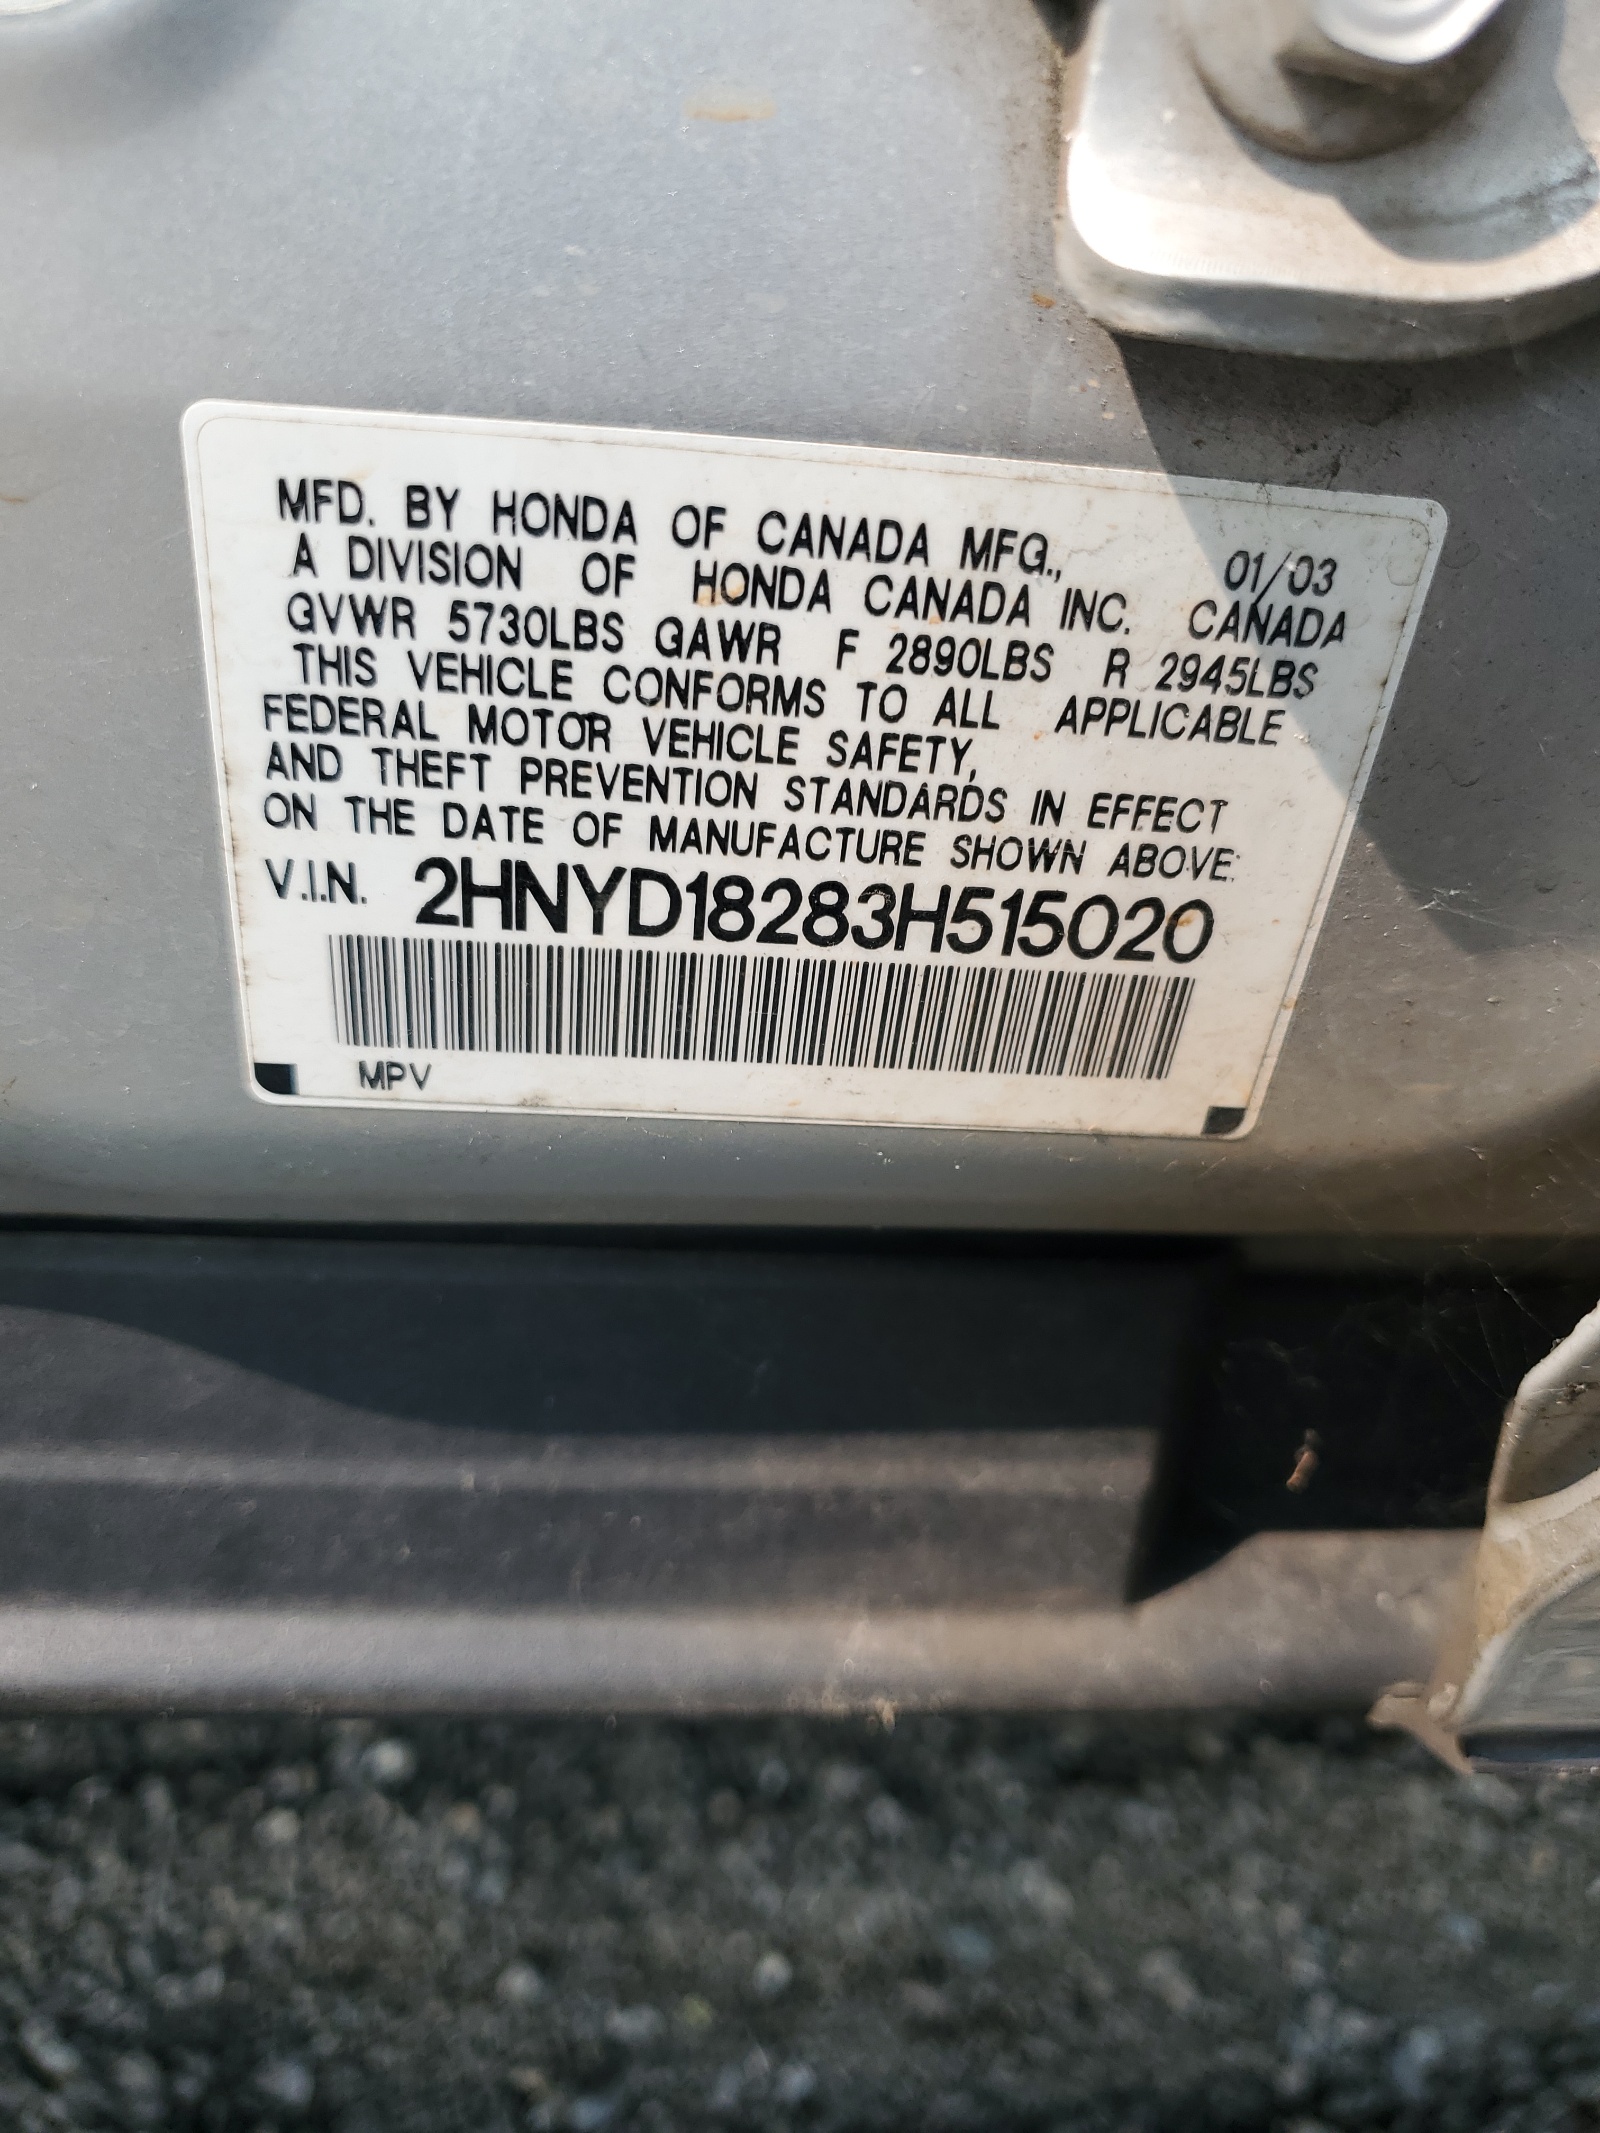 MFD. BY HONDA OF CANADA MFG., 01/03
A DIVISION OF HONDA CANADA INC. CANADA
GVWR 5730LBS GAWR F 2890LBS R 2945LBS
THIS VEHICLE CONFORMS TO ALL APPLICABLE
FEDERAL MOTOR VEHICLE SAFETY,
AND THEFT PREVENTION STANDARDS IN EFFECT
ON THE DATE OF MANUFACTURE SHOWN ABOVE.
V.I.N. 2HNYD18283H515020
MPV